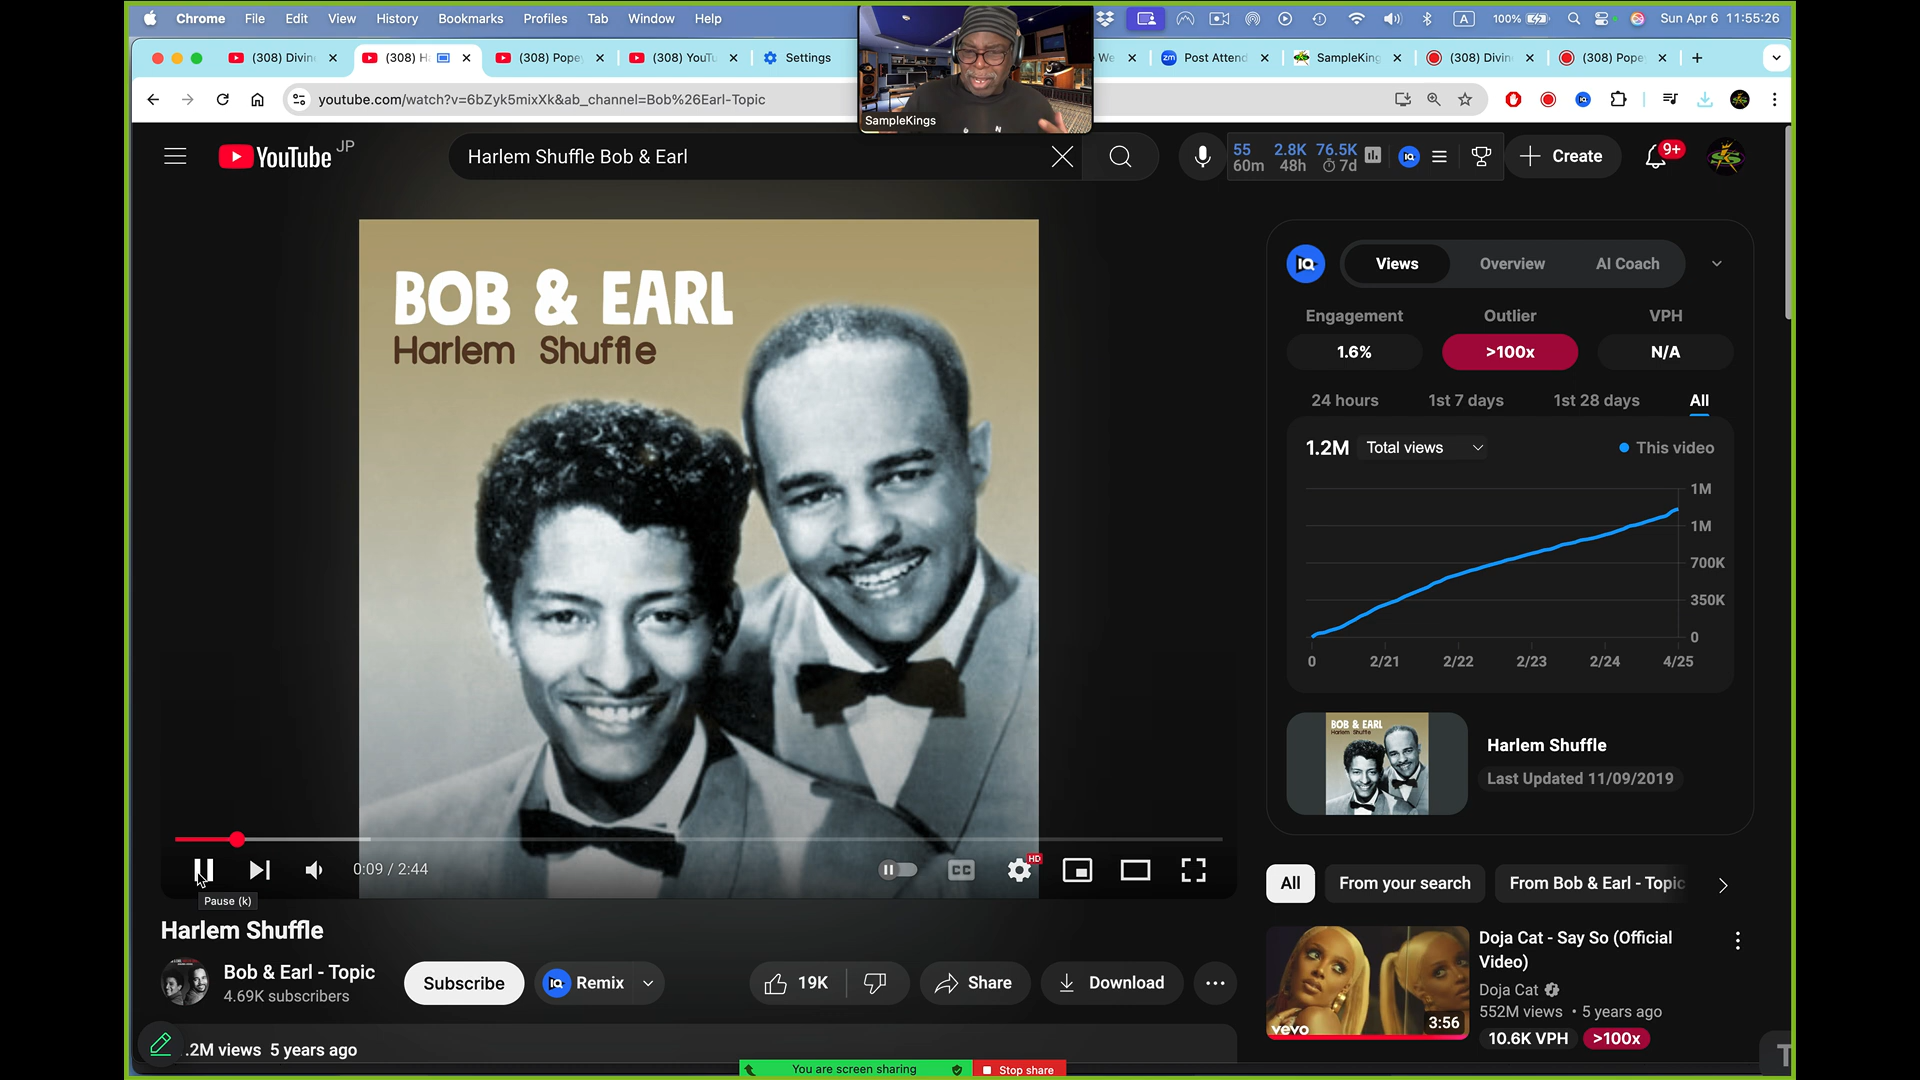 Chrome File Edit View History Bookmarks Profiles Tab Window Help
A 100% Sun Apr 6 11:55:26
(308) Divin (308) H (308) Pope (308) YouTu Settings We Post Attend SampleKing (308) Divin (308) Pope
youtube.com/watch?v=6bZyk5mixXk&ab_channel=Bob%26Earl-Topic
SampleKings
YouTube JP
Harlem Shuffle Bob & Earl
55 2.8K 76.5K
60m 48h 7d
Create
9+
BOB & EARL
Harlem Shuffle
0:09 / 2:44
CC
HD
Pause (k)
Harlem Shuffle
Bob & Earl - Topic
4.69K subscribers
Subscribe
Remix
19K
Share
Download
.2M views 5 years ago
You are screen sharing
Stop share
IQ
Views Overview AI Coach
Engagement Outlier VPH
1.6% >100x N/A
24 hours 1st 7 days 1st 28 days All
1.2M Total views This video
1M
1M
700K
350K
0
0 2/21 2/22 2/23 2/24 4/25
BOB & EARL
Harlem Shuffle
Harlem Shuffle
Last Updated 11/09/2019
All From your search From Bob & Earl - Topic
Doja Cat - Say So (Official
Video)
Doja Cat
552M views • 5 years ago
10.6K VPH >100x
vevo
3:56